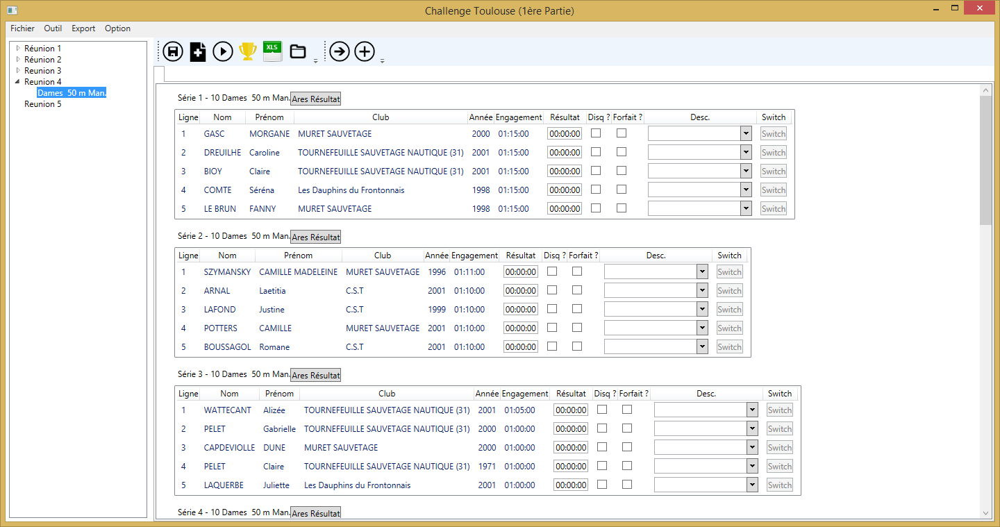 Challenge Toulouse (1ère Partie)
Fichier Outil Export Option
Réunion 1
Réunion 2
Reunion 3
Reunion 4
Dames 50 m Man.
Reunion 5
XLS
Série 1 - 10 Dames 50 m Man. Ares Résultat
Ligne Nom Prénom Club Année Engagement Résultat Disq ? Forfait ? Desc. Switch
1 GASC MORGANE MURET SAUVETAGE 2000 01:15:00 00:00:00 Switch
2 DREUILHE Caroline TOURNEFEUILLE SAUVETAGE NAUTIQUE (31) 2001 01:15:00 00:00:00 Switch
3 BIOY Claire TOURNEFEUILLE SAUVETAGE NAUTIQUE (31) 2001 01:15:00 00:00:00 Switch
4 COMTE Séréna Les Dauphins du Frontonnais 1998 01:15:00 00:00:00 Switch
5 LE BRUN FANNY MURET SAUVETAGE 1998 01:15:00 00:00:00 Switch
Série 2 - 10 Dames 50 m Man. Ares Résultat
Ligne Nom Prénom Club Année Engagement Résultat Disq ? Forfait ? Desc. Switch
1 SZYMANSKY CAMILLE MADELEINE MURET SAUVETAGE 1996 01:11:00 00:00:00 Switch
2 ARNAL Laetitia C.S.T 2001 01:10:00 00:00:00 Switch
3 LAFOND Justine C.S.T 1999 01:10:00 00:00:00 Switch
4 POTTERS CAMILLE MURET SAUVETAGE 2001 01:10:00 00:00:00 Switch
5 BOUSSAGOL Romane C.S.T 2001 01:10:00 00:00:00 Switch
Série 3 - 10 Dames 50 m Man. Ares Résultat
Ligne Nom Prénom Club Année Engagement Résultat Disq ? Forfait ? Desc. Switch
1 WATTECANT Alizée TOURNEFEUILLE SAUVETAGE NAUTIQUE (31) 2001 01:05:00 00:00:00 Switch
2 PELET Gabrielle TOURNEFEUILLE SAUVETAGE NAUTIQUE (31) 2000 01:00:00 00:00:00 Switch
3 CAPDEVIOLLE DUNE MURET SAUVETAGE 2000 01:00:00 00:00:00 Switch
4 PELET Claire TOURNEFEUILLE SAUVETAGE NAUTIQUE (31) 1971 01:00:00 00:00:00 Switch
5 LAQUERBE Juliette Les Dauphins du Frontonnais 2001 01:00:00 00:00:00 Switch
Série 4 - 10 Dames 50 m Man. Ares Résultat